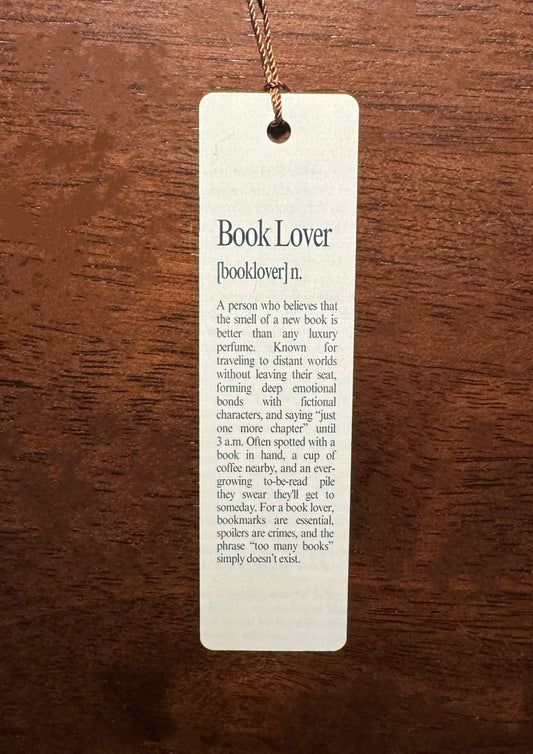 Book Lover
[booklover] n.
A person who believes that
the smell of a new book is
better than any luxury
perfume. Known for
traveling to distant worlds
without leaving their seat,
forming deep emotional
bonds with fictional
characters, and saying “just
one more chapter” until
3 a.m. Often spotted with a
book in hand, a cup of
coffee nearby, and an ever-
growing to-be-read pile
they swear they'll get to
someday. For a book lover,
bookmarks are essential,
spoilers are crimes, and the
phrase “too many books”
simply doesn't exist.